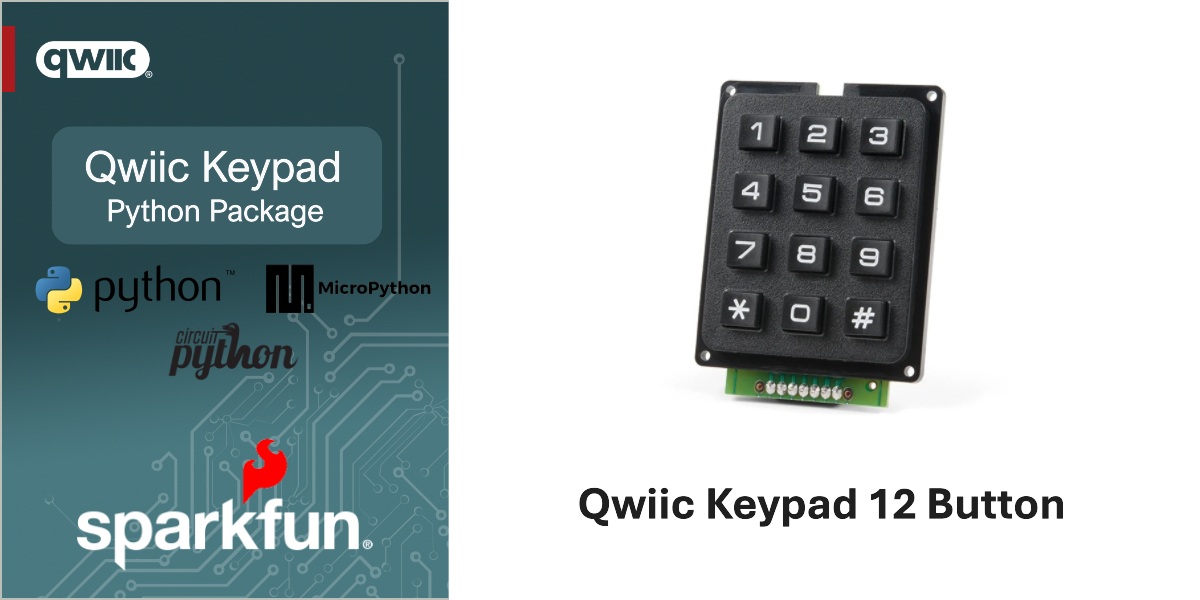 qwiic®
Qwiic Keypad
Python Package
python™
MicroPython
circuit
python
sparkfun®
1 2 3
4 5 6
7 8 9
* 0 #
Qwiic Keypad 12 Button